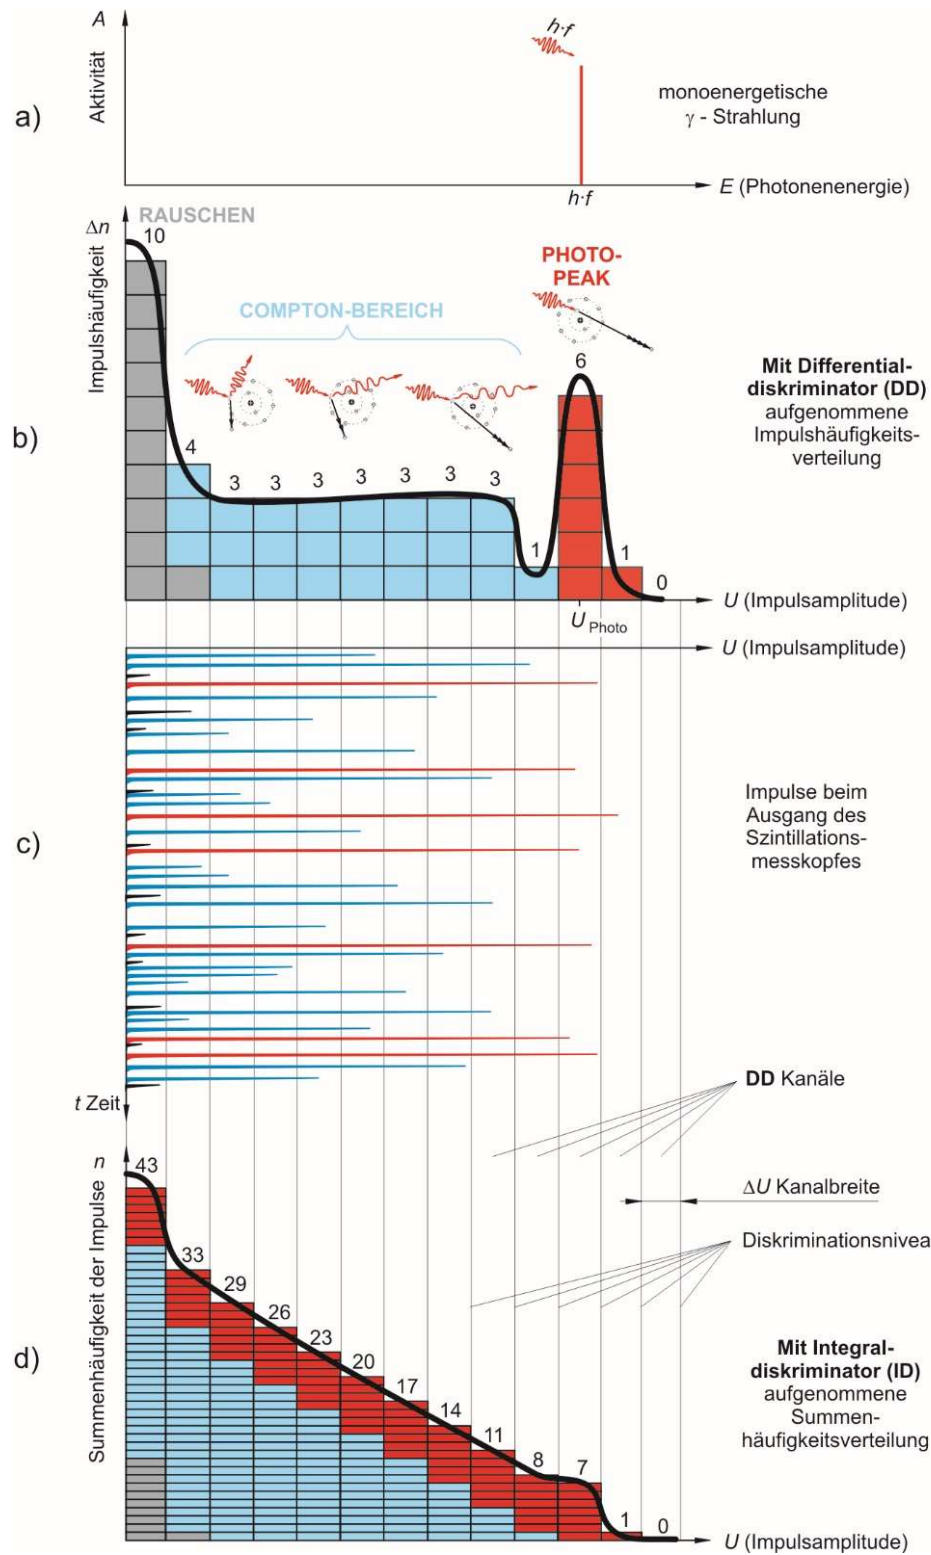 a)
A
Aktivität
h·f
monoenergetische
γ - Strahlung
E (Photonenenergie)
h·f
b)
Δn
Impulshäufigkeit
RAUSCHEN
10
COMPTON-BEREICH
PHOTO-
PEAK
6
4
3
3
3
3
3
3
3
1
1
0
Mit Differential-
diskriminator (DD)
aufgenommene
Impulshäufigkeits-
verteilung
U (Impulsamplitude)
U Photo
U (Impulsamplitude)
c)
Impulse beim
Ausgang des
Szintillations-
messkopfes
t Zeit
DD Kanäle
d)
n
Summenhäufigkeit der Impulse
43
33
29
26
23
20
17
14
11
8
7
1
0
ΔU Kanalbreite
Diskriminationsnivea
Mit Integral-
diskriminator (ID)
aufgenommene
Summen-
häufigkeitsverteilung
U (Impulsamplitude)